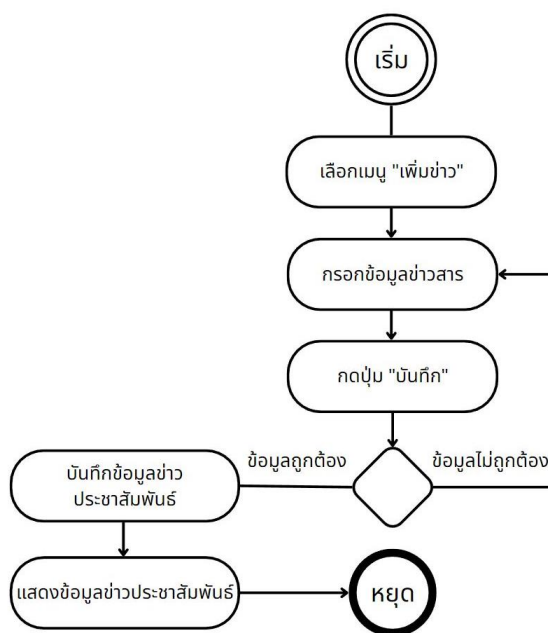 เริ่ม
เลือกเมนู "เพิ่มข่าว"
กรอกข้อมูลข่าวสาร
กดปุ่ม "บันทึก"
ข้อมูลถูกต้อง
ข้อมูลไม่ถูกต้อง
บันทึกข้อมูลข่าว
ประชาสัมพันธ์
แสดงข้อมูลข่าวประชาสัมพันธ์
หยุด